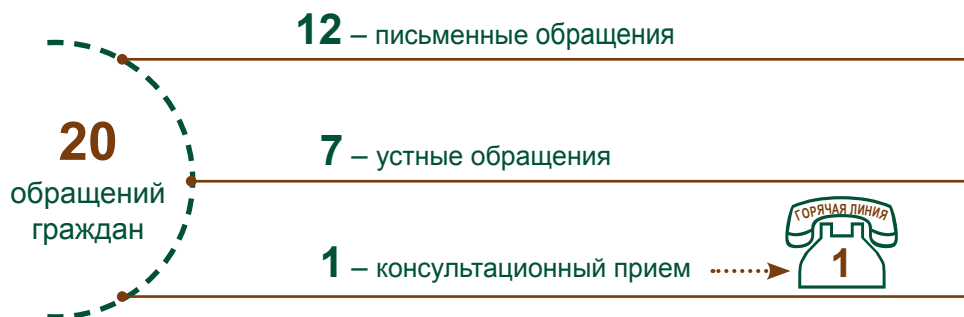 12 – письменные обращения
20
обращений
граждан
7 – устные обращения
1 – консультационный прием
ГОРЯЧАЯ ЛИНИЯ
1